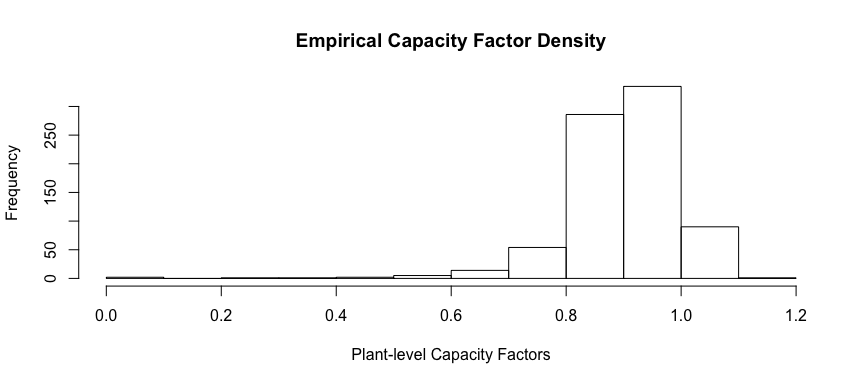 Empirical Capacity Factor Density
Frequency
250
150
50
0
0.0 0.2 0.4 0.6 0.8 1.0 1.2
Plant-level Capacity Factors